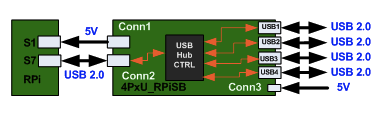 S1
S7
RPi
5V
USB 2.0
Conn1
Conn2
4PxU_RPiSB
USB
Hub
CTRL
USB1
USB2
USB3
USB4
Conn3
USB 2.0
USB 2.0
USB 2.0
USB 2.0
5V